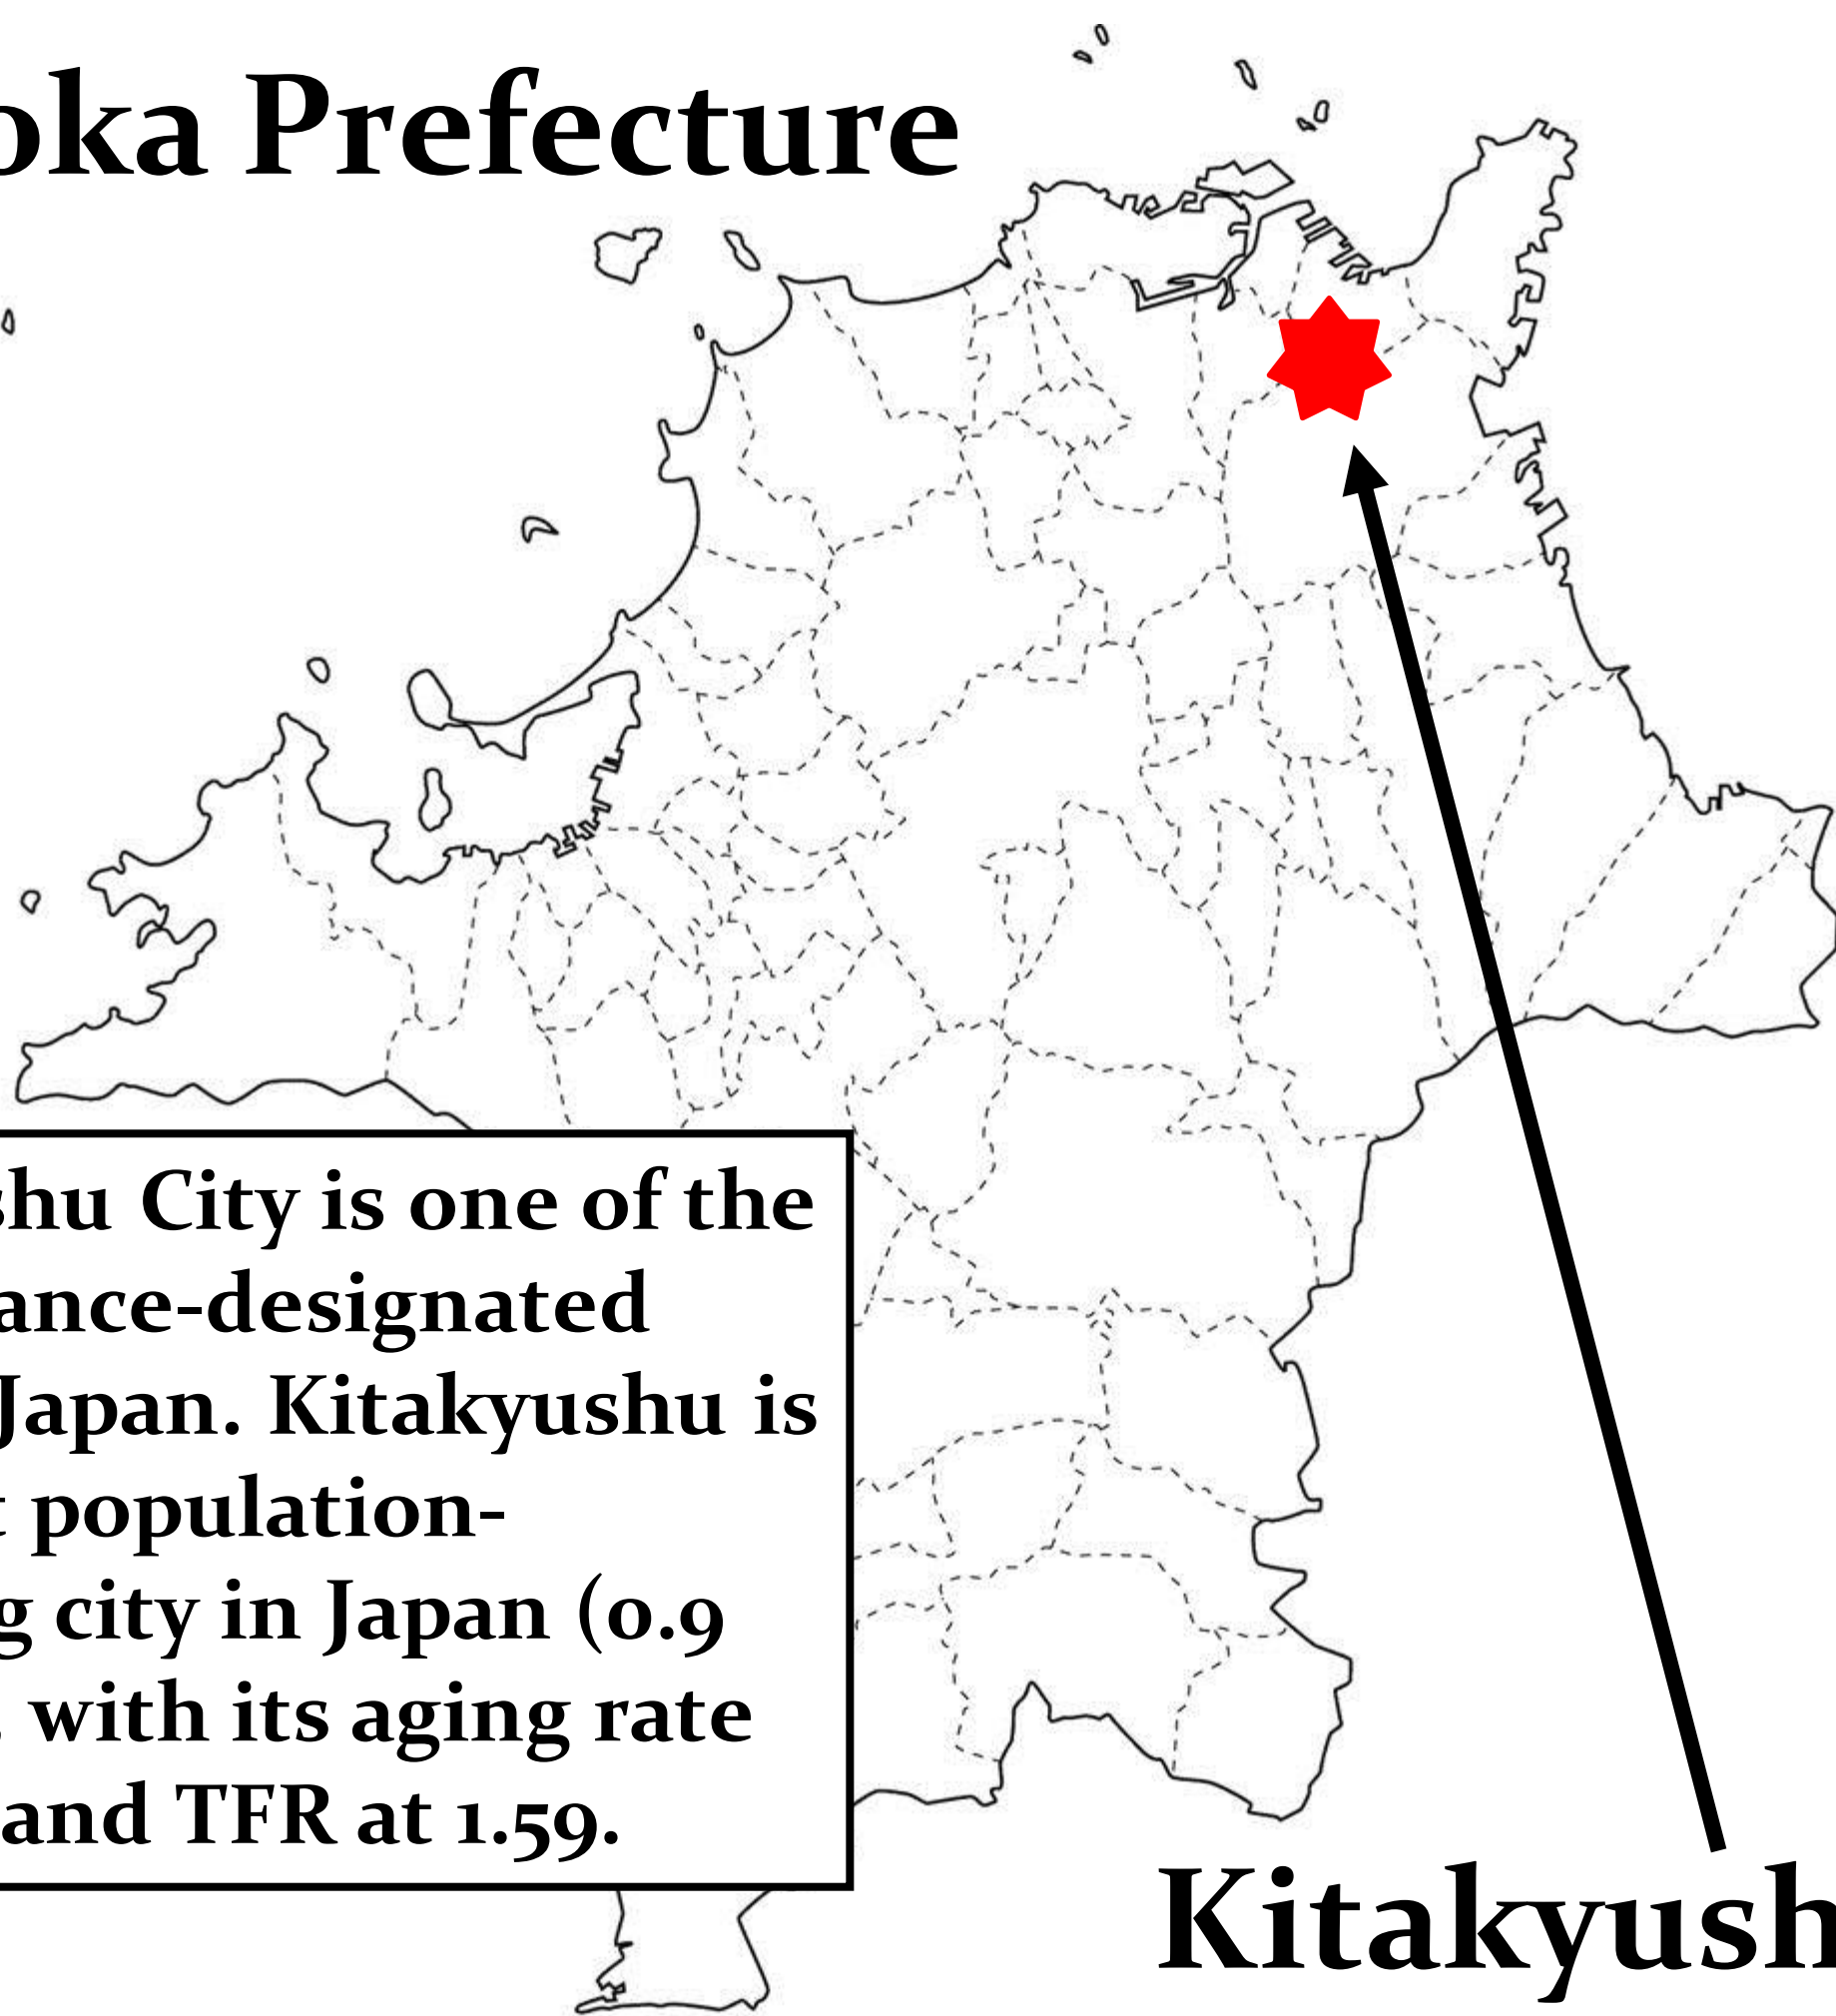 oka Prefecture
shu City is one of the
ance-designated
Japan. Kitakyushu is
t population-
g city in Japan (0.9
with its aging rate
and TFR at 1.59.
Kitakyush